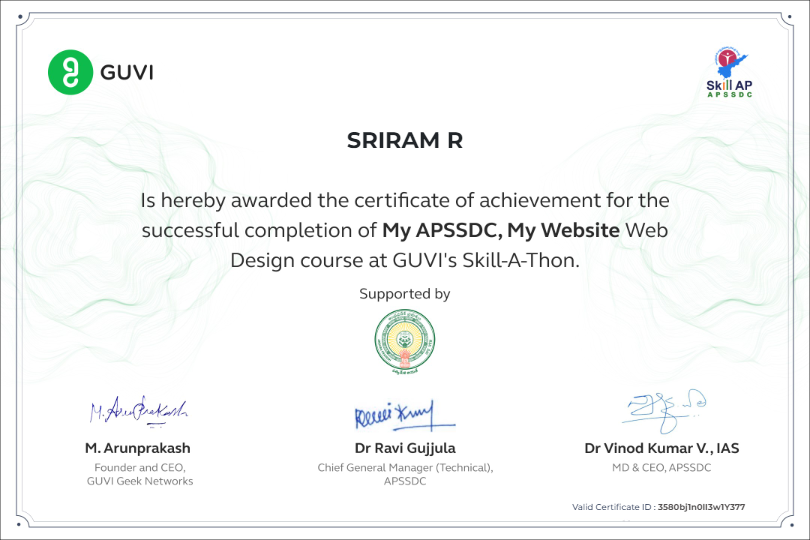 GUVI
Skill AP
APSSDC
SRIRAM R
Is hereby awarded the certificate of achievement for the
successful completion of My APSSDC, My Website Web
Design course at GUVI's Skill-A-Thon.
Supported by
M. Arunprakash
M. Arunprakash
Founder and CEO,
GUVI Geek Networks
Dr Ravi Gujjula
Chief General Manager (Technical),
APSSDC
Dr Vinod Kumar V., IAS
MD & CEO, APSSDC
Valid Certificate ID : 3580bj1n0II3w1Y377